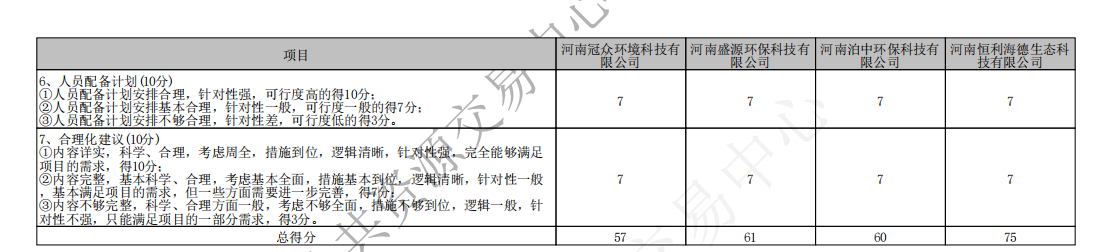 项目
河南冠众环境科技有
限公司
河南盛源环保科技有
限公司
河南泊中环保科技有
限公司
河南恒利海德生态科
技有限公司
6、人员配备计划(10分)
①人员配备计划安排合理，针对性强，可行度高的得10分；
②人员配备计划安排基本合理，针对性一般，可行度一般的得7分；
③人员配备计划安排不够合理，针对性差，可行度低的得3分。
7
7
7
7
7、合理化建议(10分)
①内容详实，科学、合理，考虑周全，措施到位，逻辑清晰，针对性强，完全能够满足
项目的需求，得10分；
②内容完整，基本科学、合理，考虑基本全面，措施基本到位，逻辑清晰，针对性一般
，基本满足项目的需求，但一些方面需要进一步完善，得7分；
③内容不够完整，科学、合理方面一般，考虑不够全面，措施不够到位，逻辑一般，针
对性不强，只能满足项目的一部分需求，得3分。
7
7
7
7
总得分
57
61
60
75
共资源交易中心
易中心